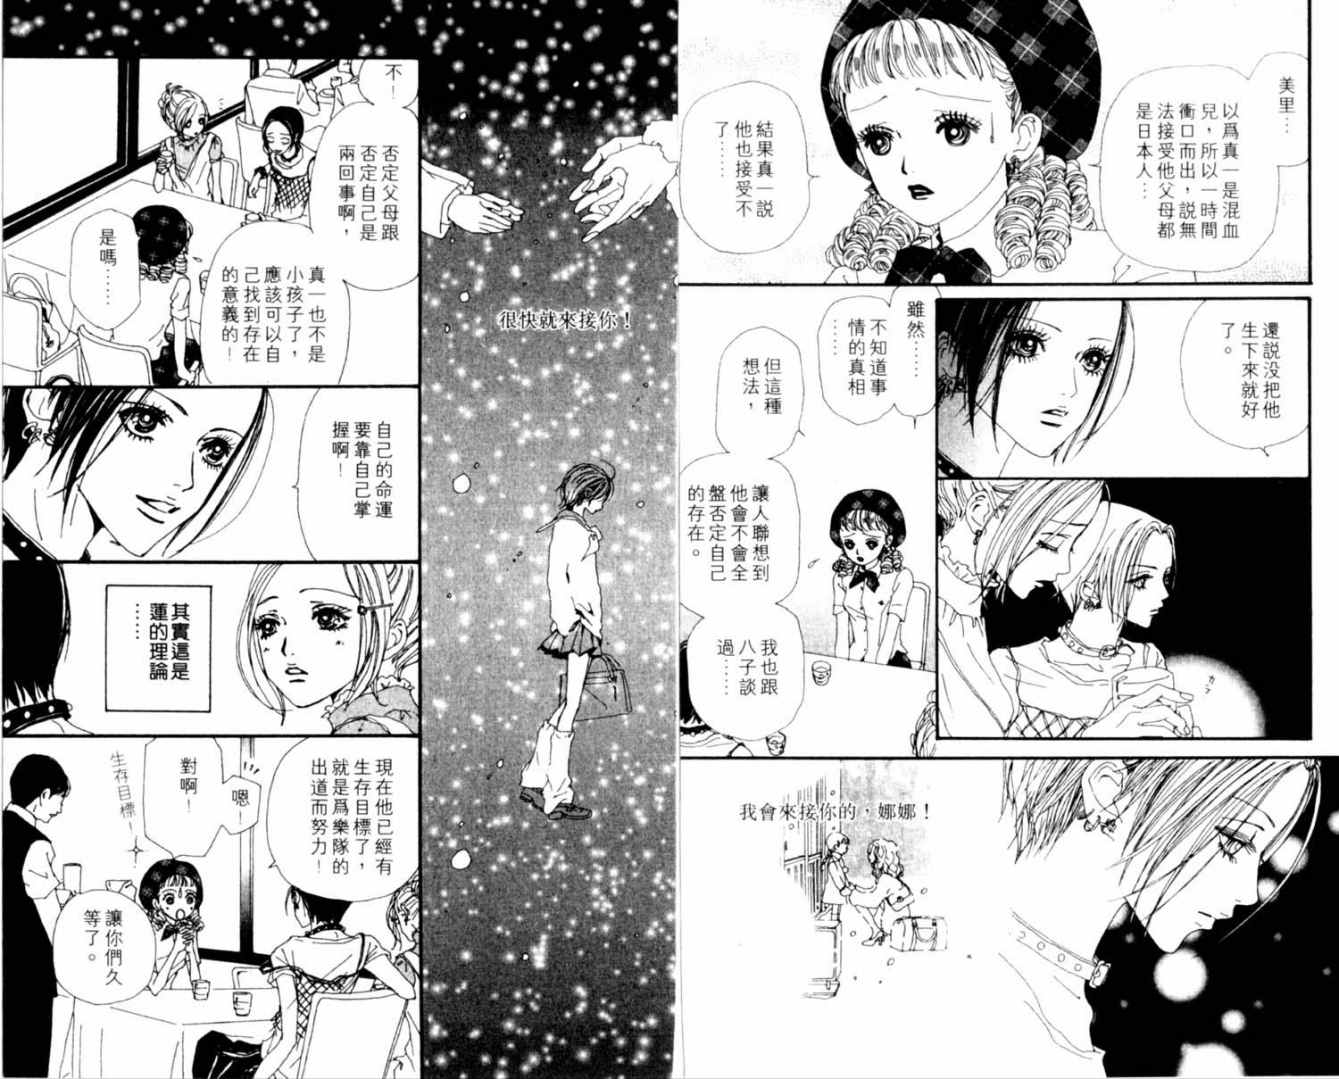 美里…
以爲真一是混血
兒，所以一時間
衝口而出，説無
法接受他父母都
是日本人…
結果真一説
他也接受不
了……
還説没把他
生下來就好
了。
雖然……
不知道事
情的真相
……
但這種
想法，
讓人聯想到
他會不會全
盤否定自己
的存在。
我也跟
八子談
過……
カラ
我會來接你的，娜娜！
很快就來接你！
不！
否定父母跟
否定自己是
兩回事啊，
真一也不是
小孩子了，
應該可以自
己找到存在
的意義的！
是嗎……
自己的命運
要靠自己掌
握啊！
其實這是
蓮的理論
……
現在他已經有
生存目標了，
就是爲樂隊的
出道而努力！
嗯！
對啊！
生存目標！
讓你們久
等了。